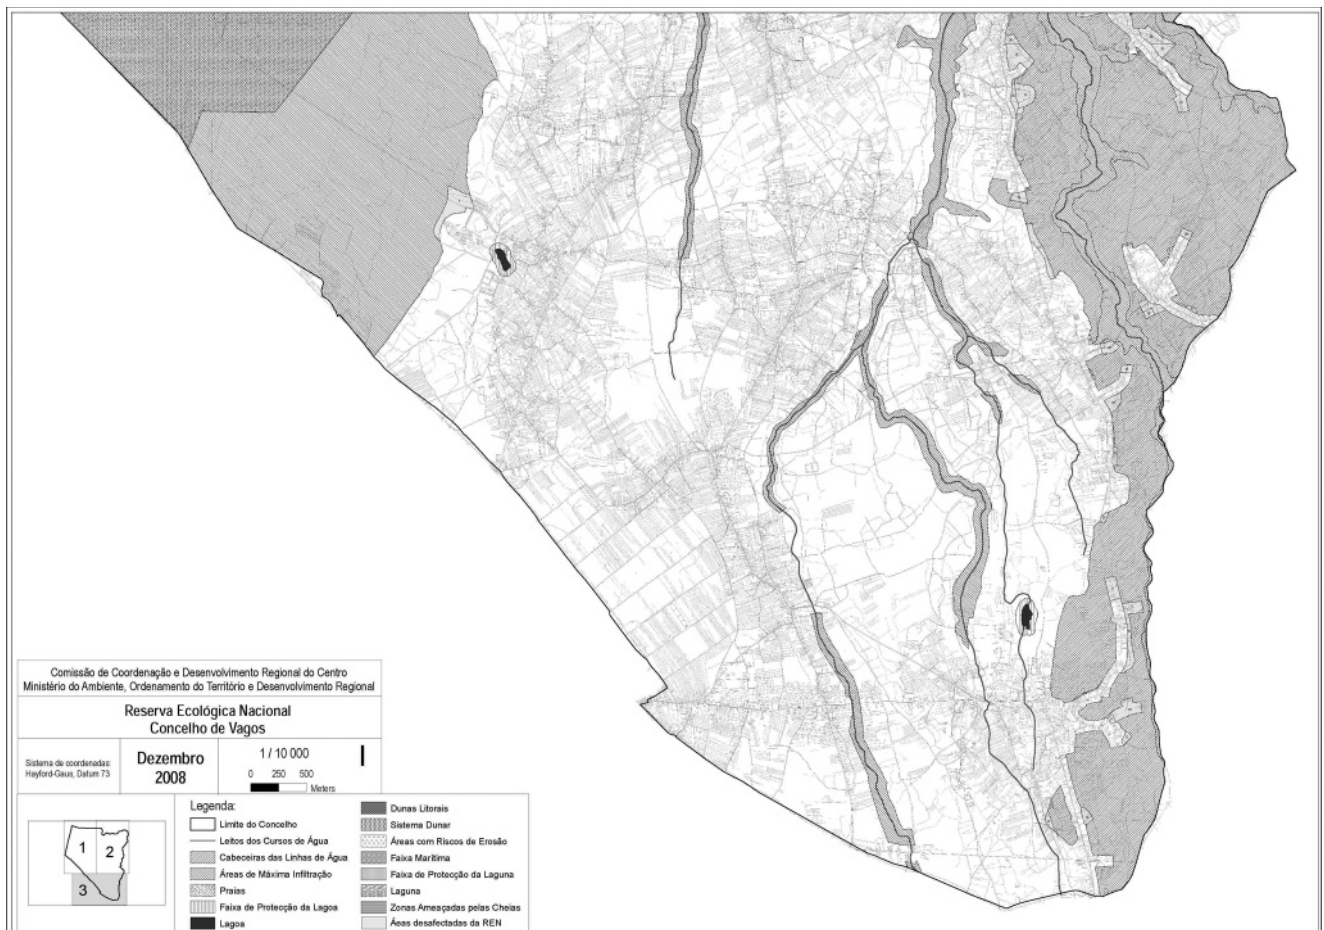 Comissão de Coordenação e Desenvolvimento Regional do Centro
Ministério do Ambiente, Ordenamento do Território e Desenvolvimento Regional
Reserva Ecológica Nacional
Concelho de Vagos
Sistema de coordenadas:
Hayford-Gaus, Datum 73
Dezembro
2008
1 / 10 000
0 250 500
Meters
1
2
3
Legenda:
Limite do Concelho
Leitos dos Cursos de Água
Cabeceiras das Linhas de Água
Áreas de Máxima Infiltração
Praias
Faixa de Protecção da Lagoa
Lagoa
Dunas Litorais
Sistema Dunar
Áreas com Riscos de Erosão
Faixa Marítima
Faixa de Protecção da Laguna
Laguna
Zonas Ameaçadas pelas Cheias
Áeas desafectadas da REN